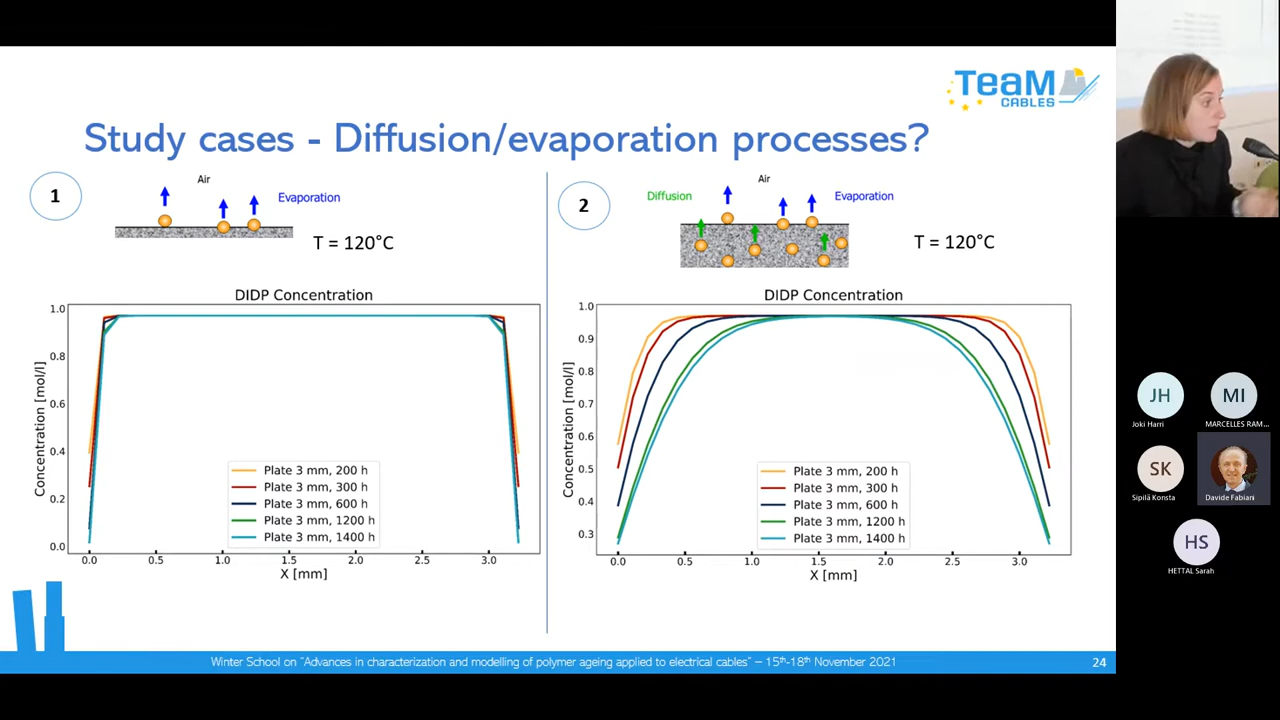 TeaM
CABLES
Study cases - Diffusion/evaporation processes?
1
Air
Evaporation
T = 120°C
DIDP Concentration
Concentration [mol/l]
1.0
0.8
0.6
0.4
0.2
0.0
Plate 3 mm, 200 h
Plate 3 mm, 300 h
Plate 3 mm, 600 h
Plate 3 mm, 1200 h
Plate 3 mm, 1400 h
0.0 0.5 1.0 1.5 2.0 2.5 3.0
X [mm]
2
Diffusion
Air
Evaporation
T = 120°C
DIDP Concentration
Concentration [mol/l]
1.0
0.9
0.8
0.7
0.6
0.5
0.4
0.3
Plate 3 mm, 200 h
Plate 3 mm, 300 h
Plate 3 mm, 600 h
Plate 3 mm, 1200 h
Plate 3 mm, 1400 h
0.0 0.5 1.0 1.5 2.0 2.5 3.0
X [mm]
Winter School on "Advances in characterization and modelling of polymer ageing applied to electrical cables" – 15th-18th November 2021
24
JH
Joki Harri
MI
MARCELLES RAM...
SK
Sipilä Konsta
Davide Fabiani
HS
HETTAL Sarah